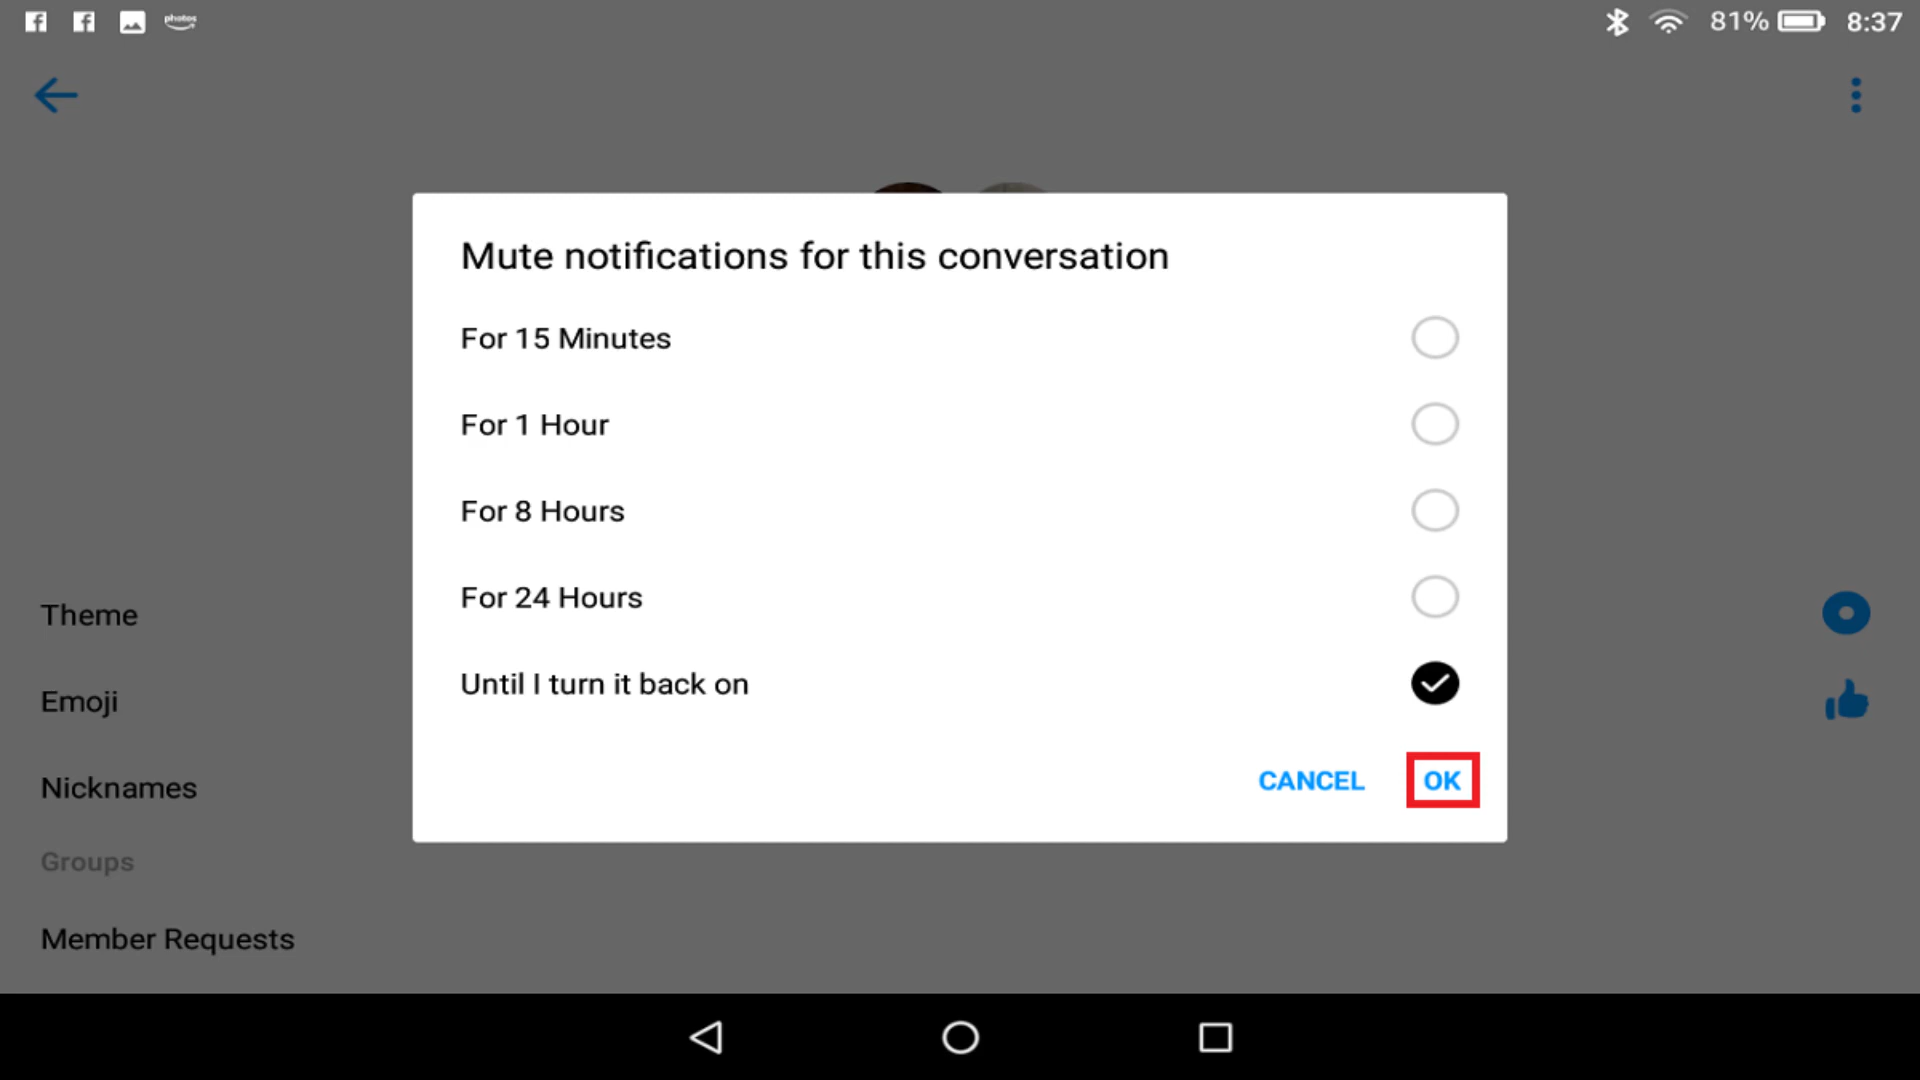 photos
81% 8:37
Mute notifications for this conversation
For 15 Minutes
For 1 Hour
For 8 Hours
For 24 Hours
Until I turn it back on
CANCEL OK
Theme
Emoji
Nicknames
Groups
Member Requests